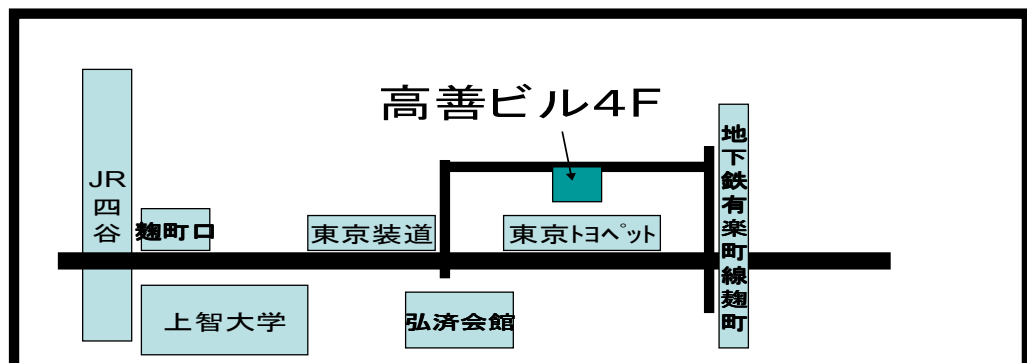 高善ビル4F
JR四谷
麹町口
東京装道
東京トヨペット
地下鉄有楽町線麹町
上智大学
弘済会館